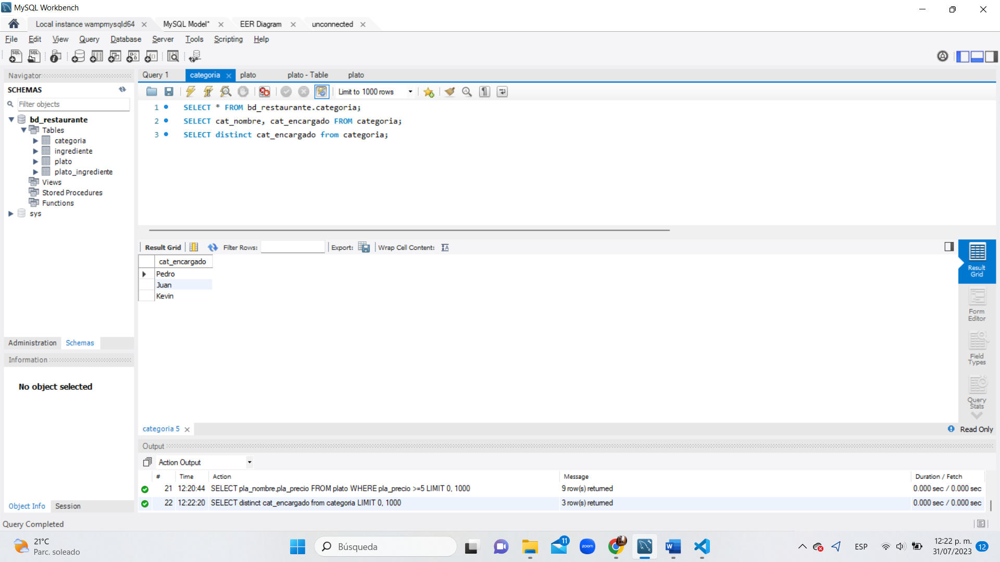 MySQL Workbench
Local instance wampmysqld64
MySQL Model*
EER Diagram
unconnected
File Edit View Query Database Server Tools Scripting Help
Navigator
SCHEMAS
Filter objects
bd_restaurante
Tables
categoria
ingrediente
plato
plato_ingrediente
Views
Stored Procedures
Functions
sys
Administration Schemas
Information
No object selected
Object Info Session
Query 1 categoria plato plato - Table plato
Limit to 1000 rows
1 SELECT * FROM bd_restaurante.categoria;
2 SELECT cat_nombre, cat_encargado FROM categoria;
3 SELECT distinct cat_encargado from categoria;
Result Grid Filter Rows: Export: Wrap Cell Content:
cat_encargado
Pedro
Juan
Kevin
Result
Grid
Form
Editor
Field
Types
Query
Stats
categoria 5
Read Only
Output
Action Output
# Time Action Message Duration / Fetch
21 12:20:44 SELECT pla_nombre,pla_precio FROM plato WHERE pla_precio >=5 LIMIT 0, 1000 9 row(s) returned 0.000 sec / 0.000 sec
22 12:22:20 SELECT distinct cat_encargado from categoria LIMIT 0, 1000 3 row(s) returned 0.000 sec / 0.000 sec
Query Completed
21°C
Parc. soleado
Búsqueda
11
zoom
ESP
12:22 p. m.
31/07/2023
12